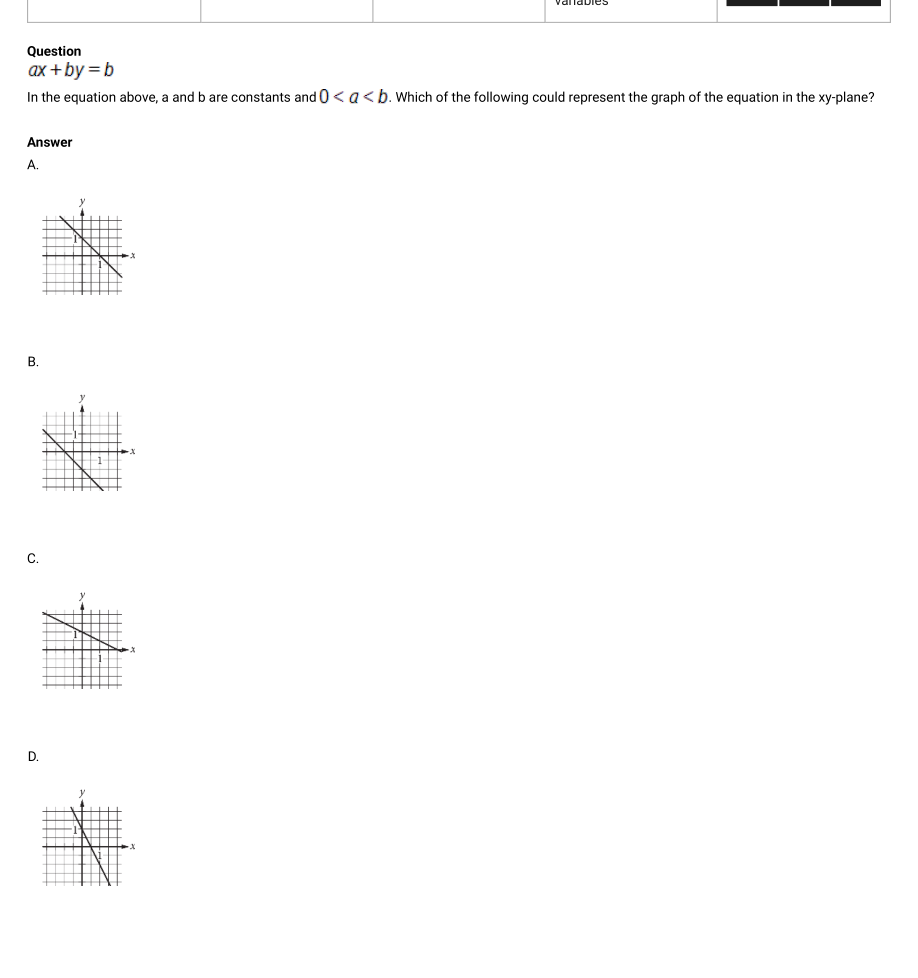 variables
Question
ax + by = b
In the equation above, a and b are constants and 0 < a < b. Which of the following could represent the graph of the equation in the xy-plane?
Answer
A.
y
1
x
1
B.
y
1
x
1
C.
y
1
x
1
D.
y
1
x
1